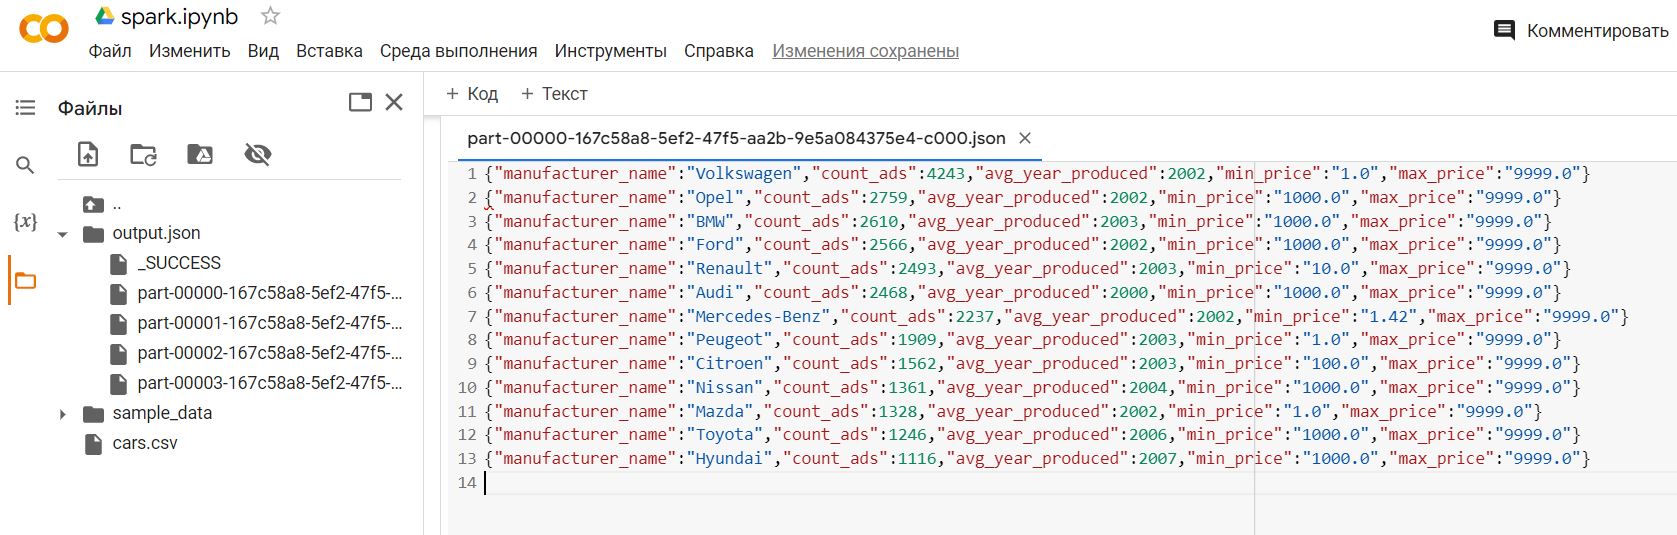 spark.ipynb
Файл Изменить Вид Вставка Среда выполнения Инструменты Справка Изменения сохранены
Комментировать
Файлы
+ Код + Текст
{x}
..
output.json
_SUCCESS
part-00000-167c58a8-5ef2-47f5-...
part-00001-167c58a8-5ef2-47f5-...
part-00002-167c58a8-5ef2-47f5-...
part-00003-167c58a8-5ef2-47f5-...
sample_data
cars.csv
part-00000-167c58a8-5ef2-47f5-aa2b-9e5a084375e4-c000.json
1 {"manufacturer_name":"Volkswagen","count_ads":4243,"avg_year_produced":2002,"min_price":"1.0","max_price":"9999.0"}
2 {"manufacturer_name":"Opel","count_ads":2759,"avg_year_produced":2002,"min_price":"1000.0","max_price":"9999.0"}
3 {"manufacturer_name":"BMW","count_ads":2610,"avg_year_produced":2003,"min_price":"1000.0","max_price":"9999.0"}
4 {"manufacturer_name":"Ford","count_ads":2566,"avg_year_produced":2002,"min_price":"1000.0","max_price":"9999.0"}
5 {"manufacturer_name":"Renault","count_ads":2493,"avg_year_produced":2003,"min_price":"10.0","max_price":"9999.0"}
6 {"manufacturer_name":"Audi","count_ads":2468,"avg_year_produced":2000,"min_price":"1000.0","max_price":"9999.0"}
7 {"manufacturer_name":"Mercedes-Benz","count_ads":2237,"avg_year_produced":2002,"min_price":"1.42","max_price":"9999.0"}
8 {"manufacturer_name":"Peugeot","count_ads":1909,"avg_year_produced":2003,"min_price":"1.0","max_price":"9999.0"}
9 {"manufacturer_name":"Citroen","count_ads":1562,"avg_year_produced":2003,"min_price":"100.0","max_price":"9999.0"}
10 {"manufacturer_name":"Nissan","count_ads":1361,"avg_year_produced":2004,"min_price":"1000.0","max_price":"9999.0"}
11 {"manufacturer_name":"Mazda","count_ads":1328,"avg_year_produced":2002,"min_price":"1.0","max_price":"9999.0"}
12 {"manufacturer_name":"Toyota","count_ads":1246,"avg_year_produced":2006,"min_price":"1000.0","max_price":"9999.0"}
13 {"manufacturer_name":"Hyundai","count_ads":1116,"avg_year_produced":2007,"min_price":"1000.0","max_price":"9999.0"}
14